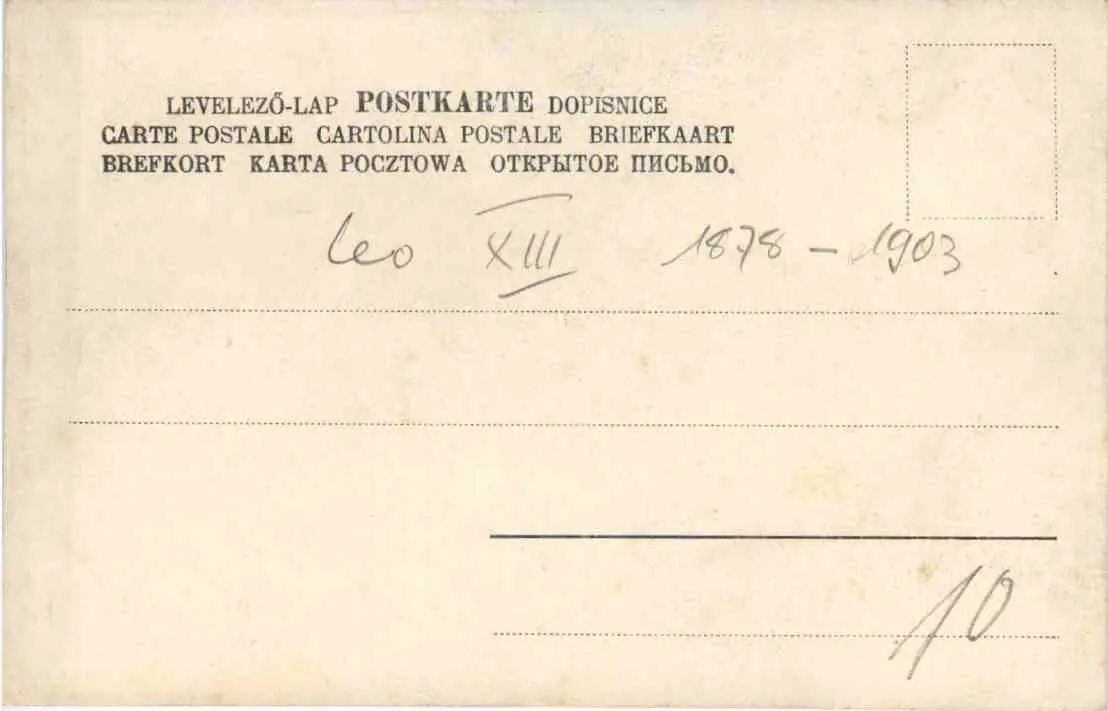 LEVELEZŐ-LAP POSTKARTE DOPISNICE
CARTE POSTALE CARTOLINA POSTALE BRIEFKAART
BREFKORT KARTA POCZTOWA ОТКРЫТОЕ ПИСЬМО.
Leo XIII 1878 – 1903
10